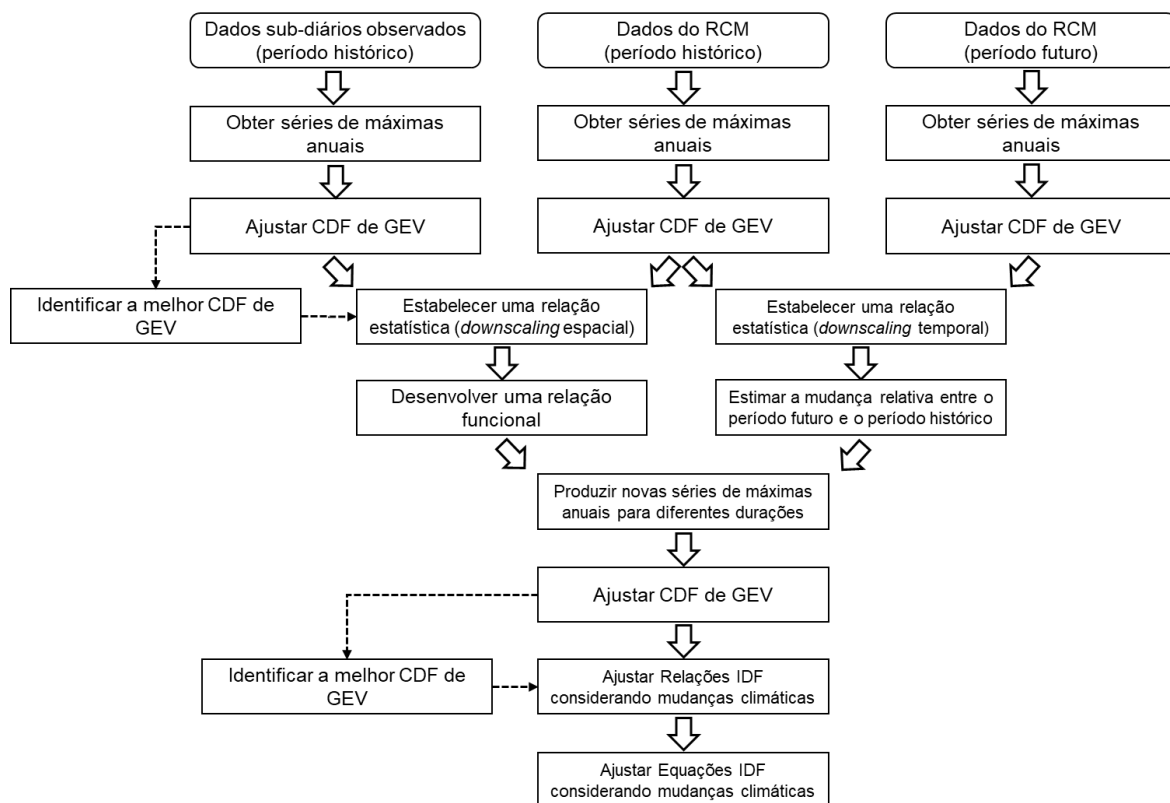 Dados sub-diários observados
(período histórico)
Dados do RCM
(período histórico)
Dados do RCM
(período futuro)
Obter séries de máximas
anuais
Obter séries de máximas
anuais
Obter séries de máximas
anuais
Ajustar CDF de GEV
Ajustar CDF de GEV
Ajustar CDF de GEV
Identificar a melhor CDF de
GEV
Estabelecer uma relação
estatística (downscaling espacial)
Estabelecer uma relação
estatística (downscaling temporal)
Desenvolver uma relação
funcional
Estimar a mudança relativa entre o
período futuro e o período histórico
Produzir novas séries de máximas
anuais para diferentes durações
Ajustar CDF de GEV
Identificar a melhor CDF de
GEV
Ajustar Relações IDF
considerando mudanças climáticas
Ajustar Equações IDF
considerando mudanças climáticas